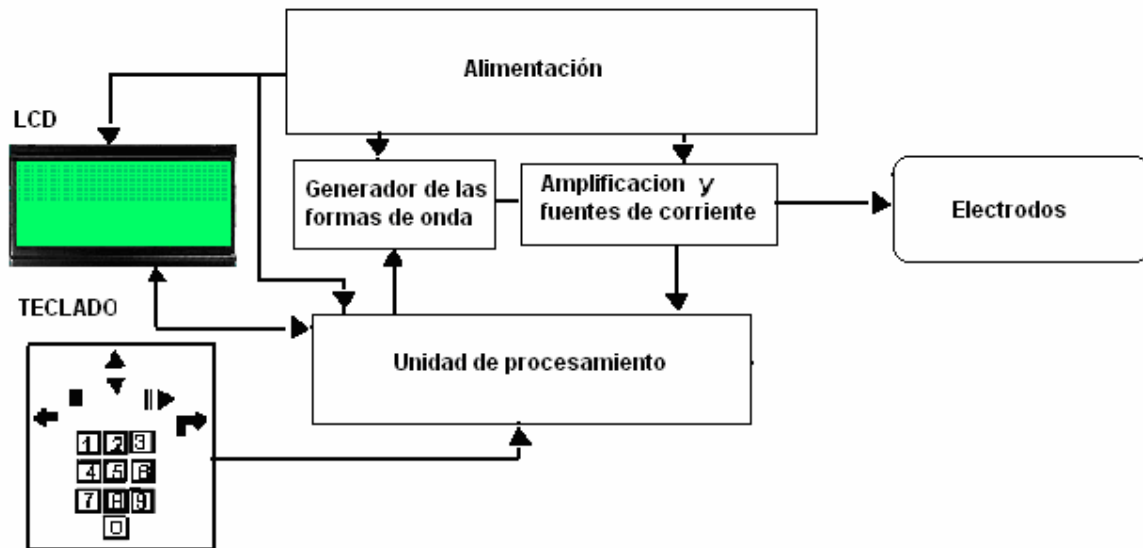 Alimentación
LCD
Generador de las
formas de onda
Amplificacion y
fuentes de corriente
Electrodos
TECLADO
Unidad de procesamiento
1 2 3
4 5 6
7 8 9
0